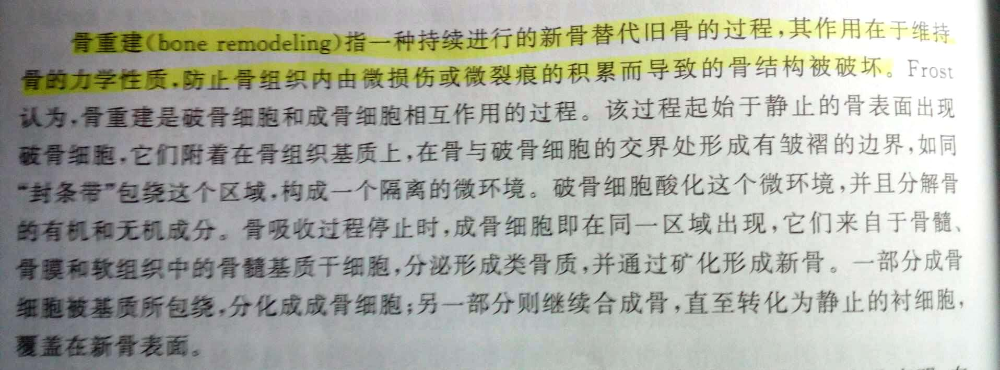 骨重建(bone remodeling)指一种持续进行的新骨替代旧骨的过程,其作用在于维持
骨的力学性质,防止骨组织内由微损伤或微裂痕的积累而导致的骨结构被破坏。Frost
认为,骨重建是破骨细胞和成骨细胞相互作用的过程。该过程起始于静止的骨表面出现
破骨细胞,它们附着在骨组织基质上,在骨与破骨细胞的交界处形成有皱褶的边界,如同
“封条带”包绕这个区域,构成一个隔离的微环境。破骨细胞酸化这个微环境,并且分解骨
的有机和无机成分。骨吸收过程停止时,成骨细胞即在同一区域出现,它们来自于骨髓、
骨膜和软组织中的骨髓基质干细胞,分泌形成类骨质,并通过矿化形成新骨。一部分成骨
细胞被基质所包绕,分化成成骨细胞;另一部分则继续合成骨,直至转化为静止的衬细胞,
覆盖在新骨表面。